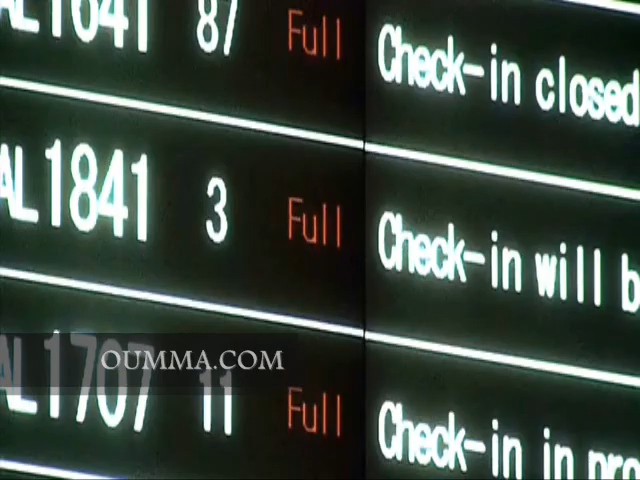 AL1641 87 Full Check-in closed
AL1841 3 Full Check-in will b
AL1707 11 Full Check-in in pro
OUMMA.COM